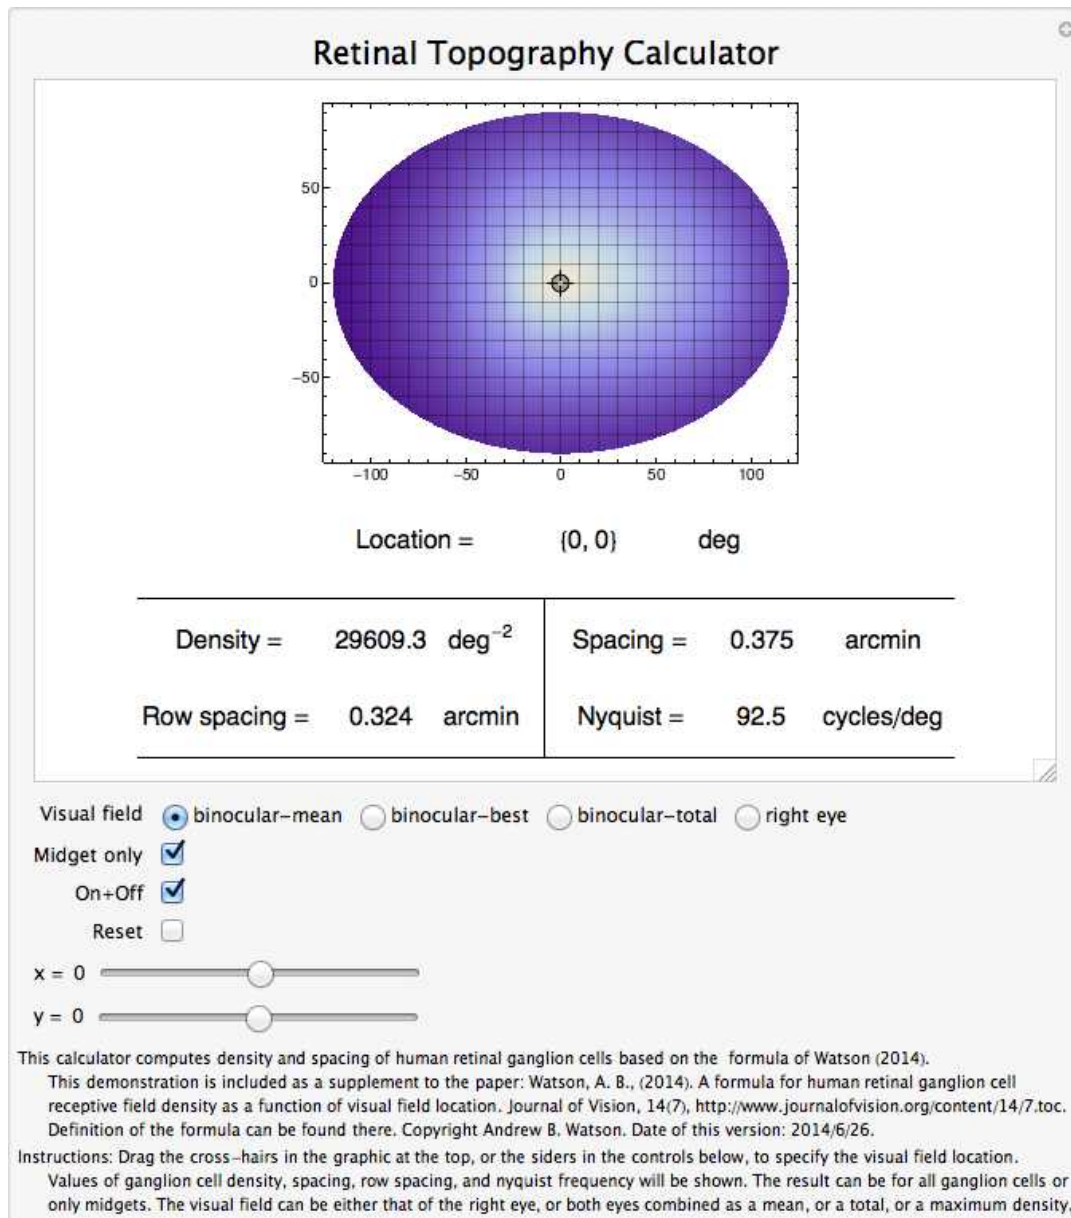 Retinal Topography Calculator
50
0
−50
−100 −50 0 50 100
Location = {0, 0} deg
Density = 29609.3 deg⁻² Spacing = 0.375 arcmin
Row spacing = 0.324 arcmin Nyquist = 92.5 cycles/deg
Visual field binocular−mean binocular−best binocular−total right eye
Midget only
On+Off
Reset
x = 0
y = 0
This calculator computes density and spacing of human retinal ganglion cells based on the formula of Watson (2014).
This demonstration is included as a supplement to the paper: Watson, A. B., (2014). A formula for human retinal ganglion cell
receptive field density as a function of visual field location. Journal of Vision, 14(7), http://www.journalofvision.org/content/14/7.toc.
Definition of the formula can be found there. Copyright Andrew B. Watson. Date of this version: 2014/6/26.
Instructions: Drag the cross−hairs in the graphic at the top, or the siders in the controls below, to specify the visual field location.
Values of ganglion cell density, spacing, row spacing, and nyquist frequency will be shown. The result can be for all ganglion cells or
only midgets. The visual field can be either that of the right eye, or both eyes combined as a mean, or a total, or a maximum density.